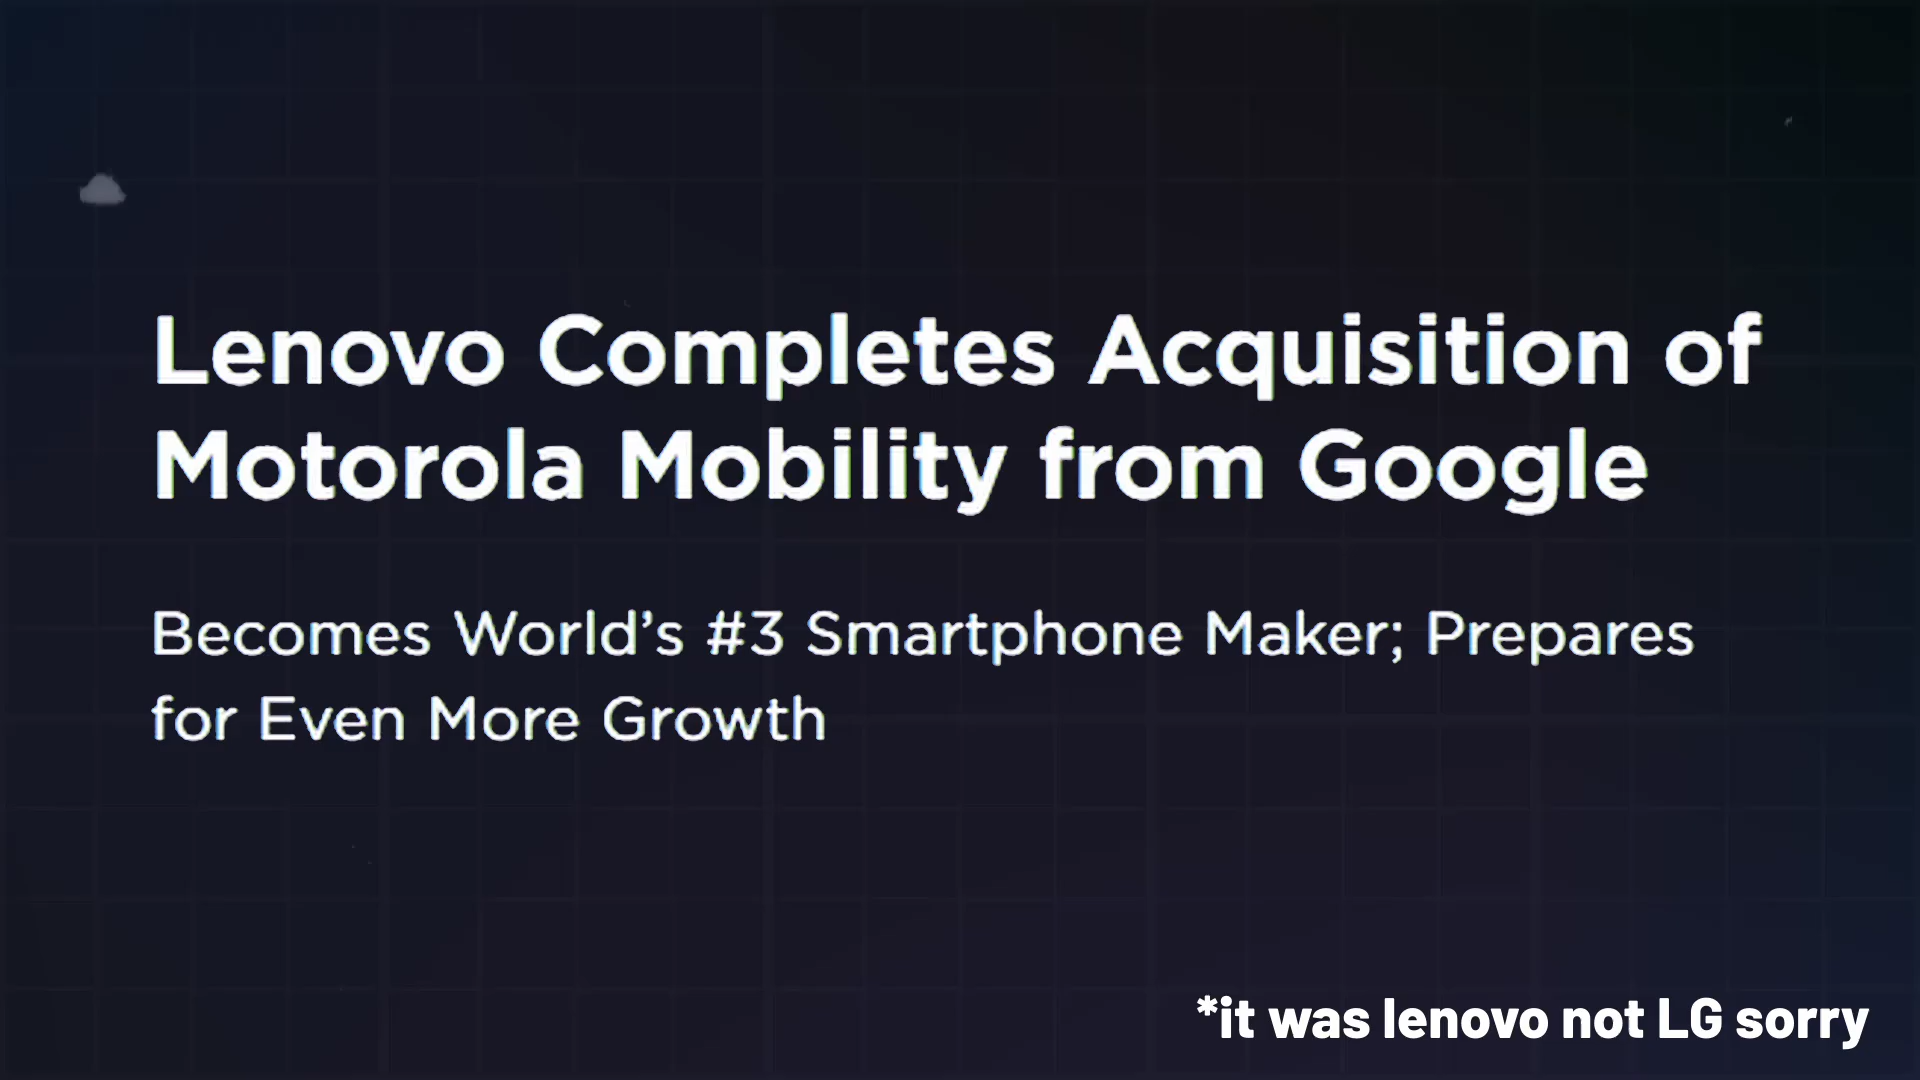 Lenovo Completes Acquisition of
Motorola Mobility from Google
Becomes World’s #3 Smartphone Maker; Prepares
for Even More Growth
*it was lenovo not LG sorry